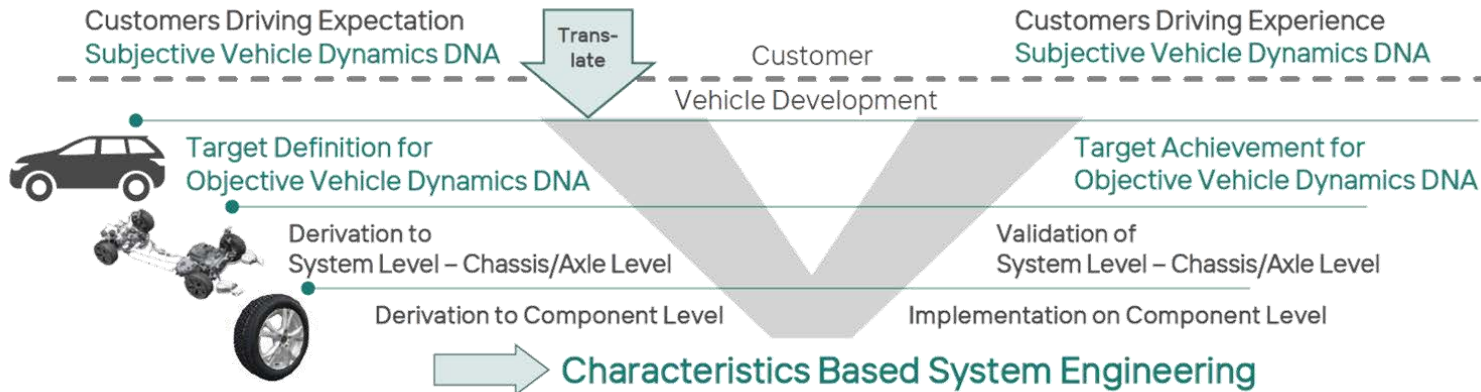 Customers Driving Expectation
Subjective Vehicle Dynamics DNA
Trans-
late
Customer
Customers Driving Experience
Subjective Vehicle Dynamics DNA
Vehicle Development
Target Definition for
Objective Vehicle Dynamics DNA
Target Achievement for
Objective Vehicle Dynamics DNA
Derivation to
System Level – Chassis/Axle Level
Validation of
System Level – Chassis/Axle Level
Derivation to Component Level
Implementation on Component Level
Characteristics Based System Engineering